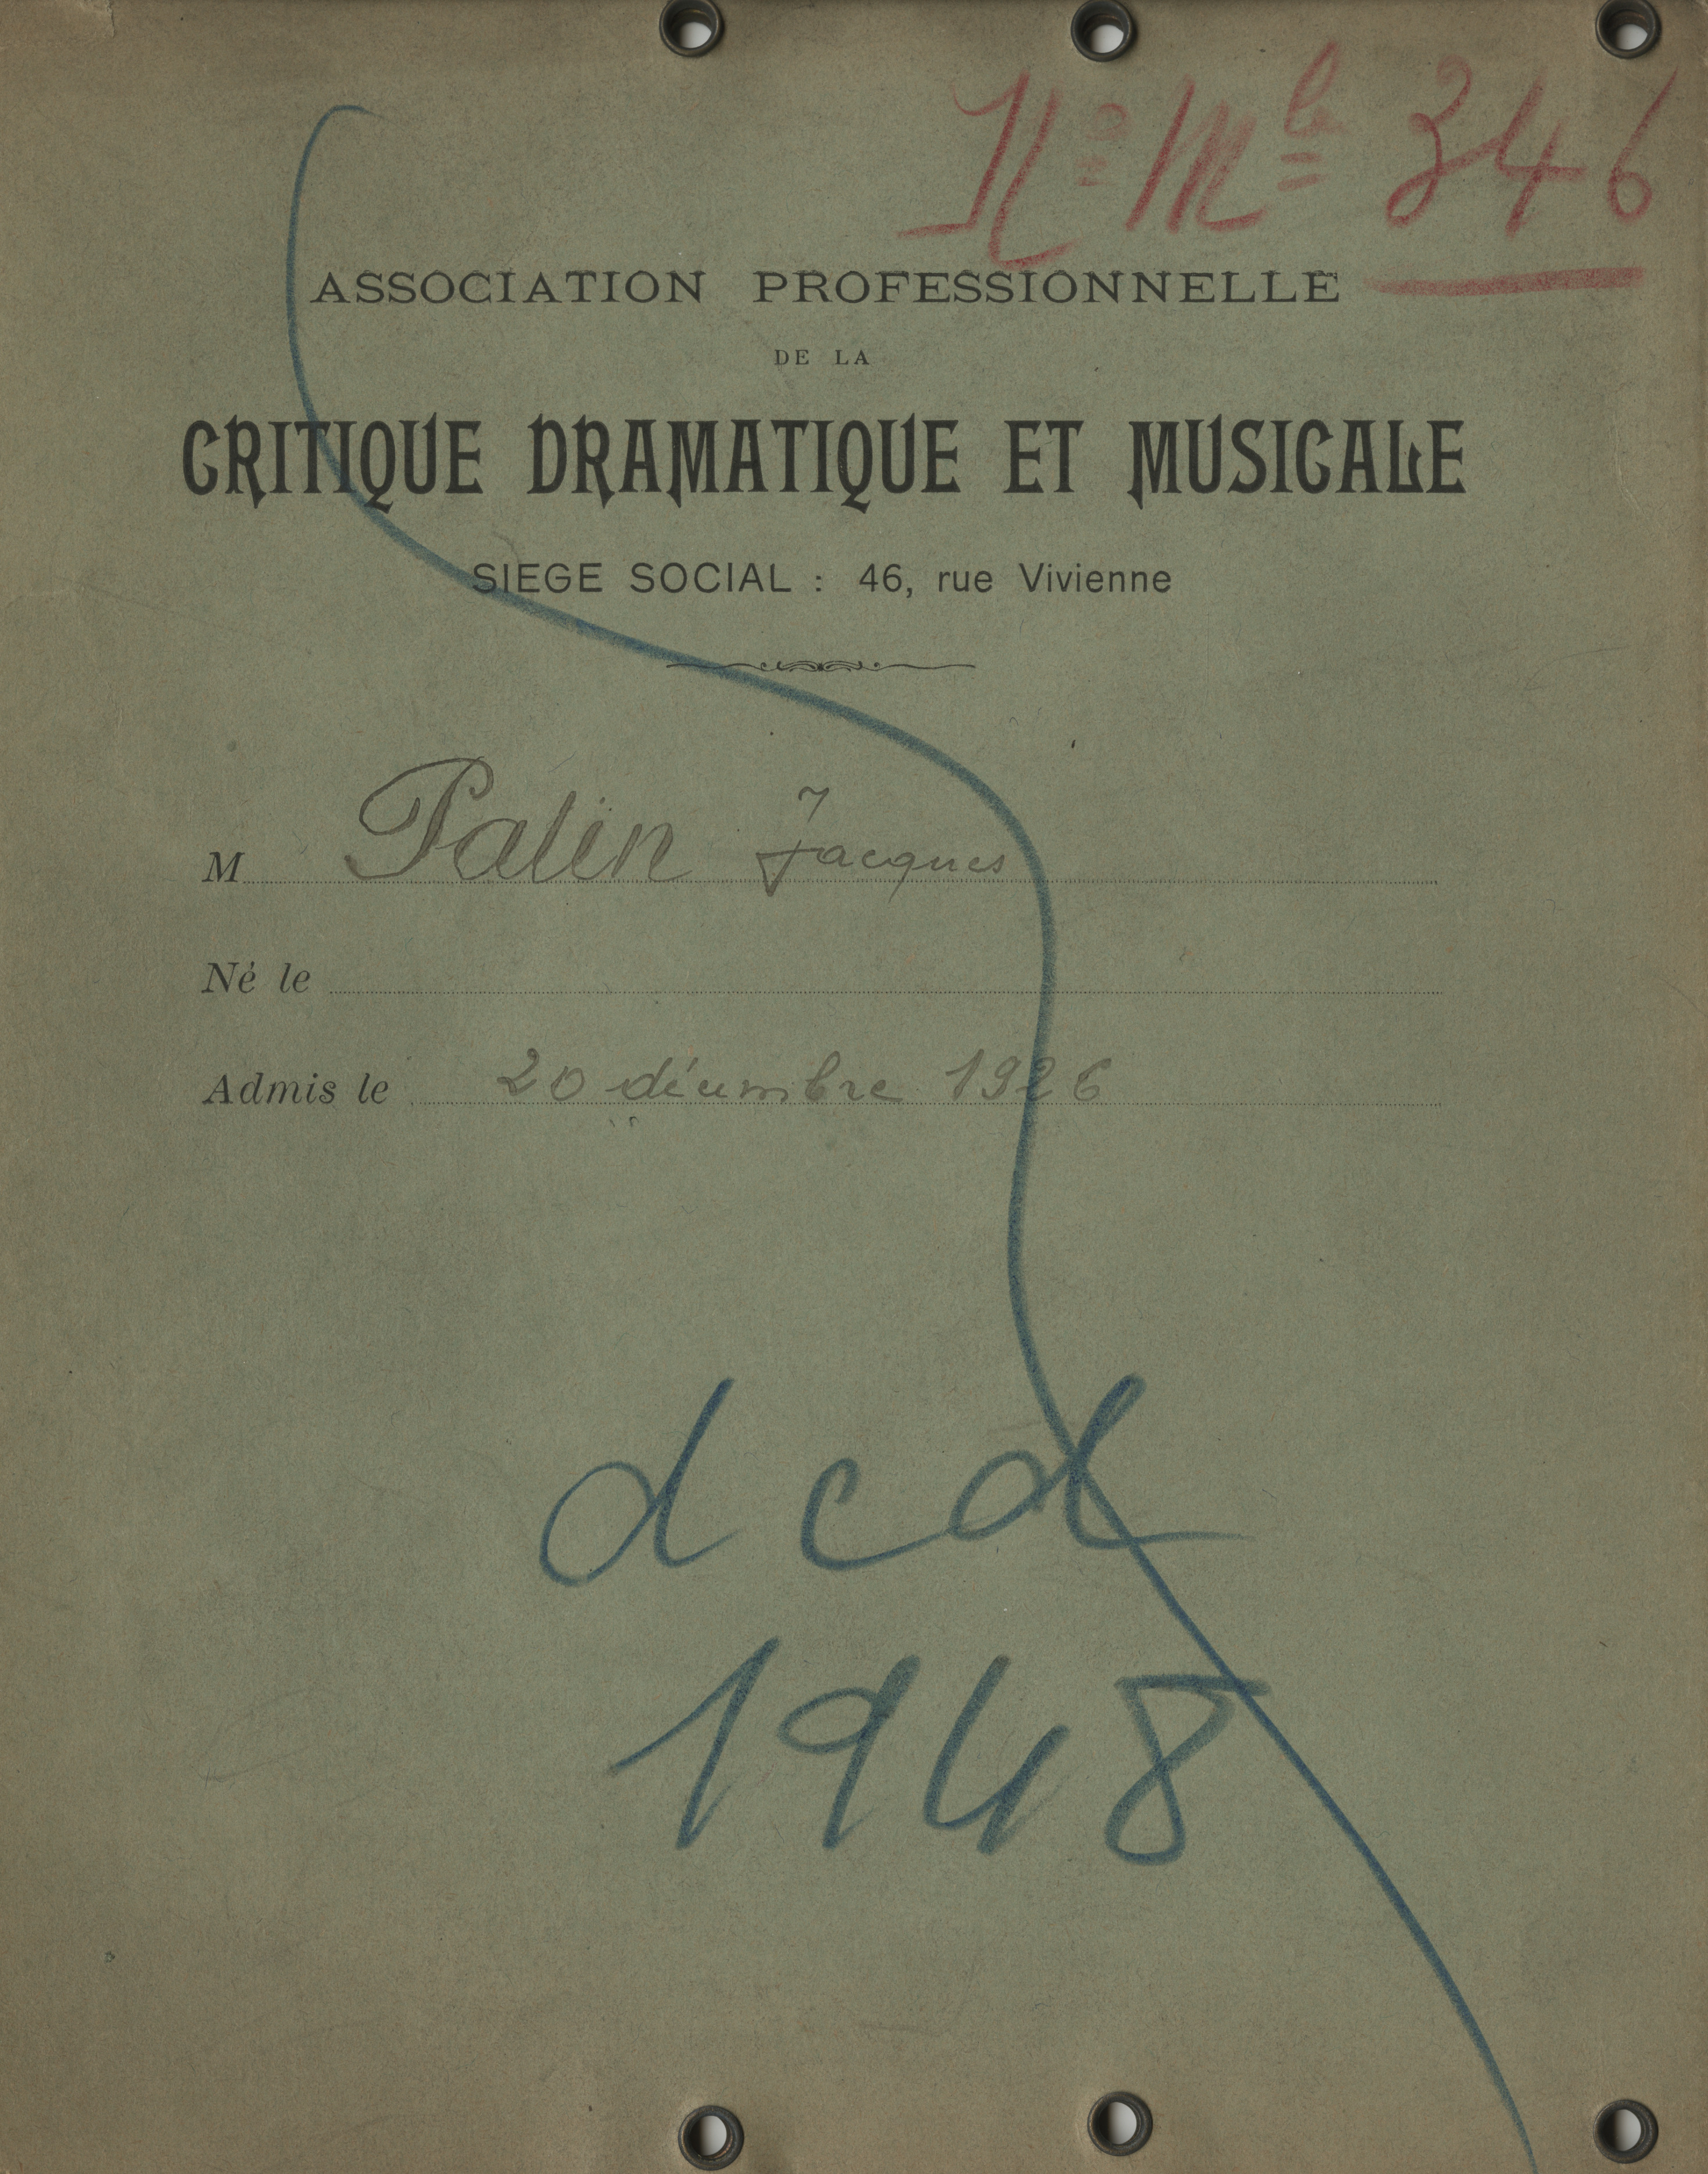 Nº Mle 346
ASSOCIATION PROFESSIONNELLE
DE LA
CRITIQUE DRAMATIQUE ET MUSICALE
SIEGE SOCIAL : 46, rue Vivienne
M Patin Jacques
Né le
Admis le 20 décembre 1926
dcd
1948